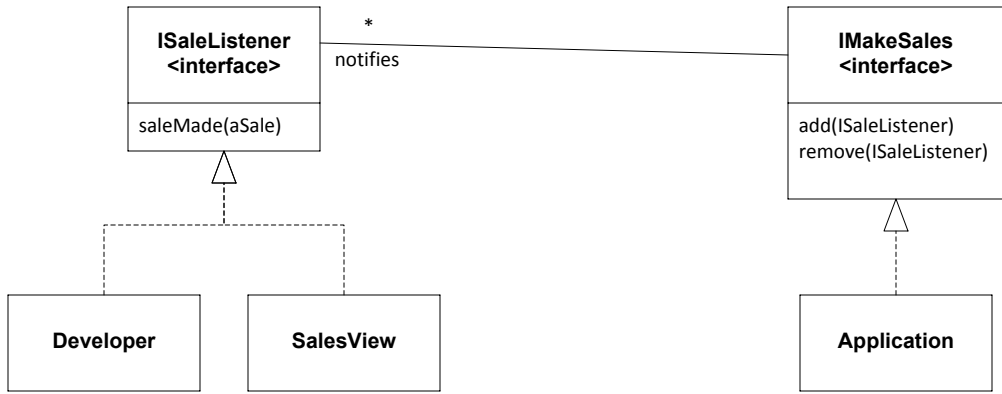 ISaleListener
<interface>
saleMade(aSale)
*
notifies
IMakeSales
<interface>
add(ISaleListener)
remove(ISaleListener)
Developer
SalesView
Application